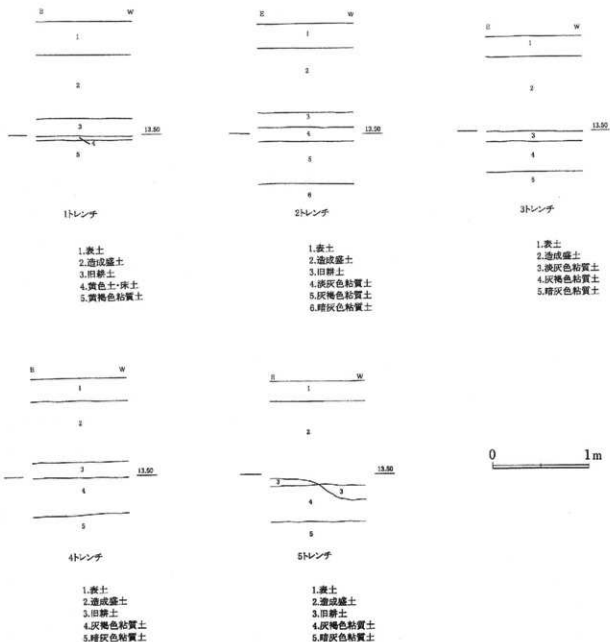 E W
1
2
3
4
5
13.50
1トレンチ
1.表土
2.造成盛土
3.旧耕土
4.黄色土・床土
5.黄褐色粘質土
E W
1
2
3
4
5
6
13.50
2トレンチ
1.表土
2.造成盛土
3.旧耕土
4.淡灰色粘質土
5.灰褐色粘質土
6.暗灰色粘質土
E W
1
2
3
4
5
13.50
3トレンチ
1.表土
2.造成盛土
3.淡灰色粘質土
4.灰褐色粘質土
5.暗灰色粘質土
E W
1
2
3
4
5
13.50
4トレンチ
1.表土
2.造成盛土
3.旧耕土
4.灰褐色粘質土
5.暗灰色粘質土
E W
1
2
3 3
4
5
13.50
5トレンチ
1.表土
2.造成盛土
3.旧耕土
4.灰褐色粘質土
5.暗灰色粘質土
0 1m